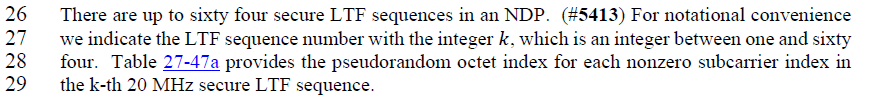 26 There are up to sixty four secure LTF sequences in an NDP. (#5413) For notational convenience
27 we indicate the LTF sequence number with the integer k, which is an integer between one and sixty
28 four. Table 27-47a provides the pseudorandom octet index for each nonzero subcarrier index in
29 the k-th 20 MHz secure LTF sequence.